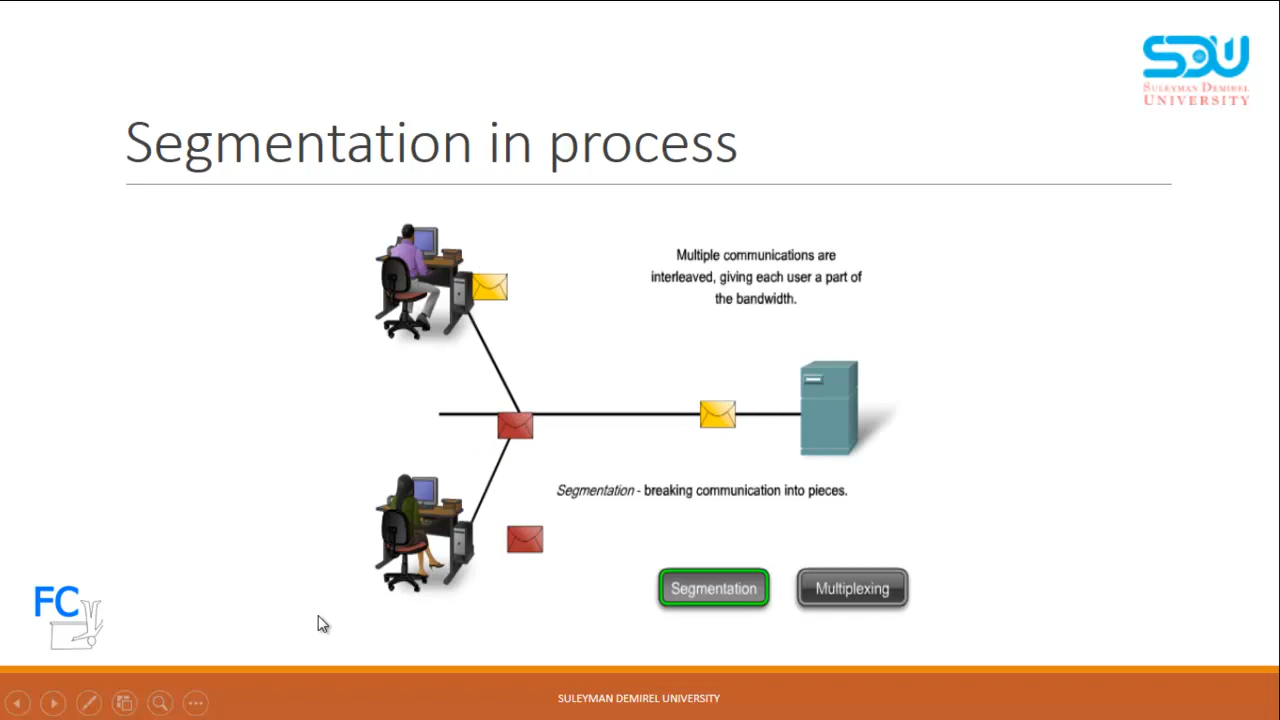 SDU
SULEYMAN DEMIREL
UNIVERSITY
Segmentation in process
Multiple communications are
interleaved, giving each user a part of
the bandwidth.
Segmentation - breaking communication into pieces.
Segmentation
Multiplexing
FC
SULEYMAN DEMIREL UNIVERSITY